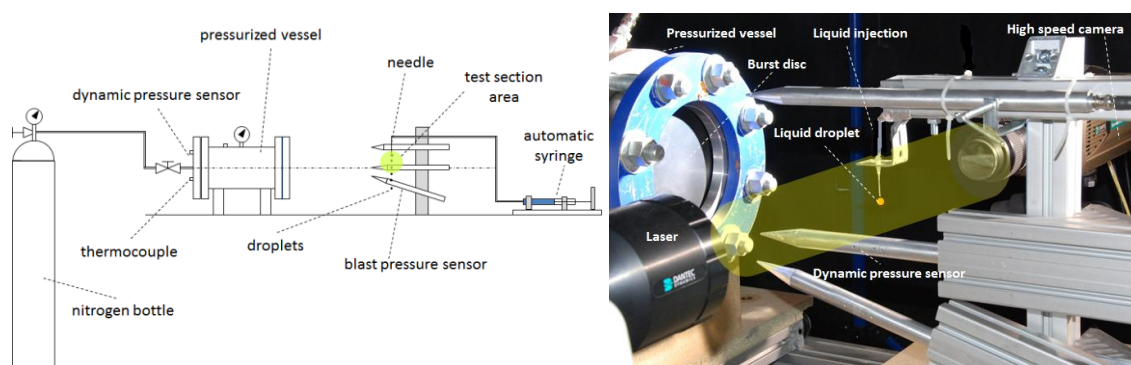 pressurized vessel
needle
dynamic pressure sensor
test section
area
automatic
syringe
thermocouple
droplets
blast pressure sensor
nitrogen bottle
Pressurized vessel
Liquid injection
High speed camera
Burst disc
Liquid droplet
Laser
Dynamic pressure sensor
DANTEC
DYNAMICS